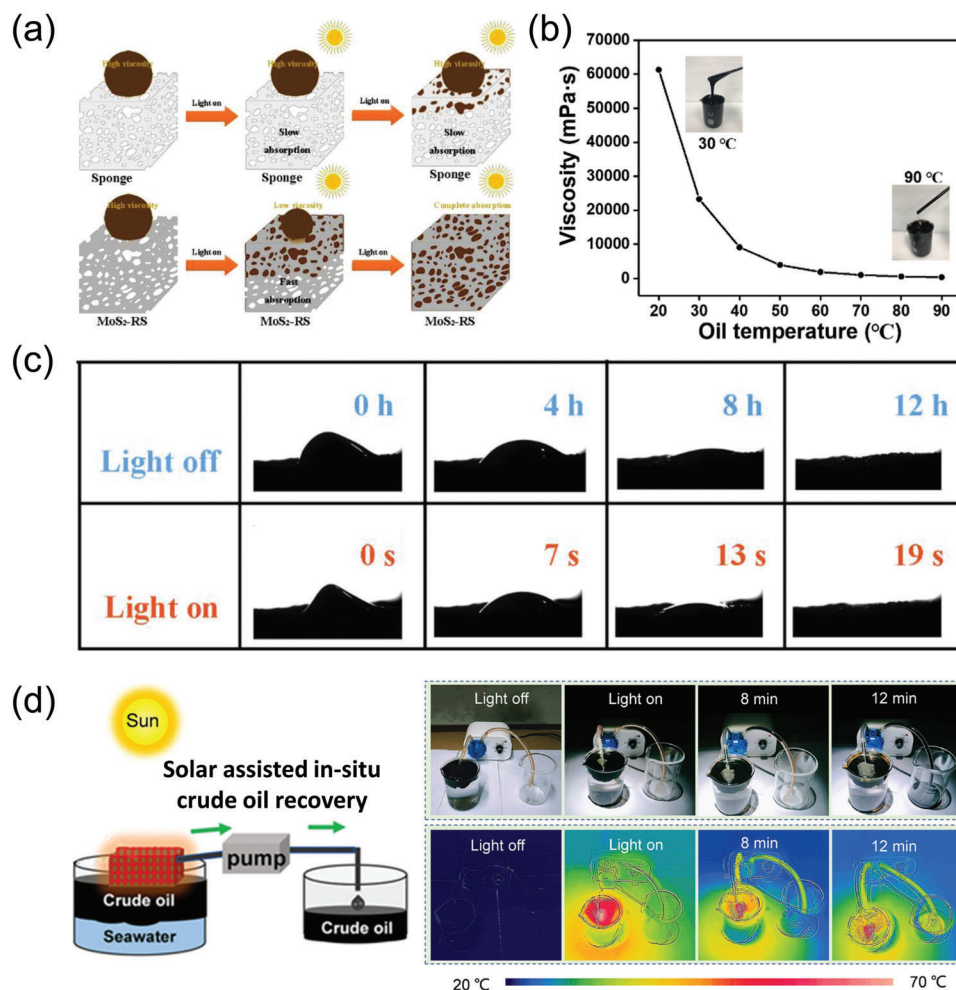 (a)
High viscosity
High viscosity
High viscosity
Light on
Light on
Slow
absorption
Slow
absorption
Sponge
Sponge
Sponge
High viscosity
Low viscosity
Cumplete absorption
Light on
Light on
Fast
absroption
MoS₂-RS
MoS₂-RS
MoS₂-RS
(b)
70000
60000
50000
40000
30000
20000
10000
0
Viscosity (mPa·s)
30 ℃
90 ℃
20 30 40 50 60 70 80 90
Oil temperature (℃)
(c)
Light off 0 h 4 h 8 h 12 h
Light on 0 s 7 s 13 s 19 s
(d)
Sun
Solar assisted in-situ
crude oil recovery
pump
Crude oil
Seawater
Crude oil
Light off Light on 8 min 12 min
Light off Light on 8 min 12 min
20 ℃ 70 ℃